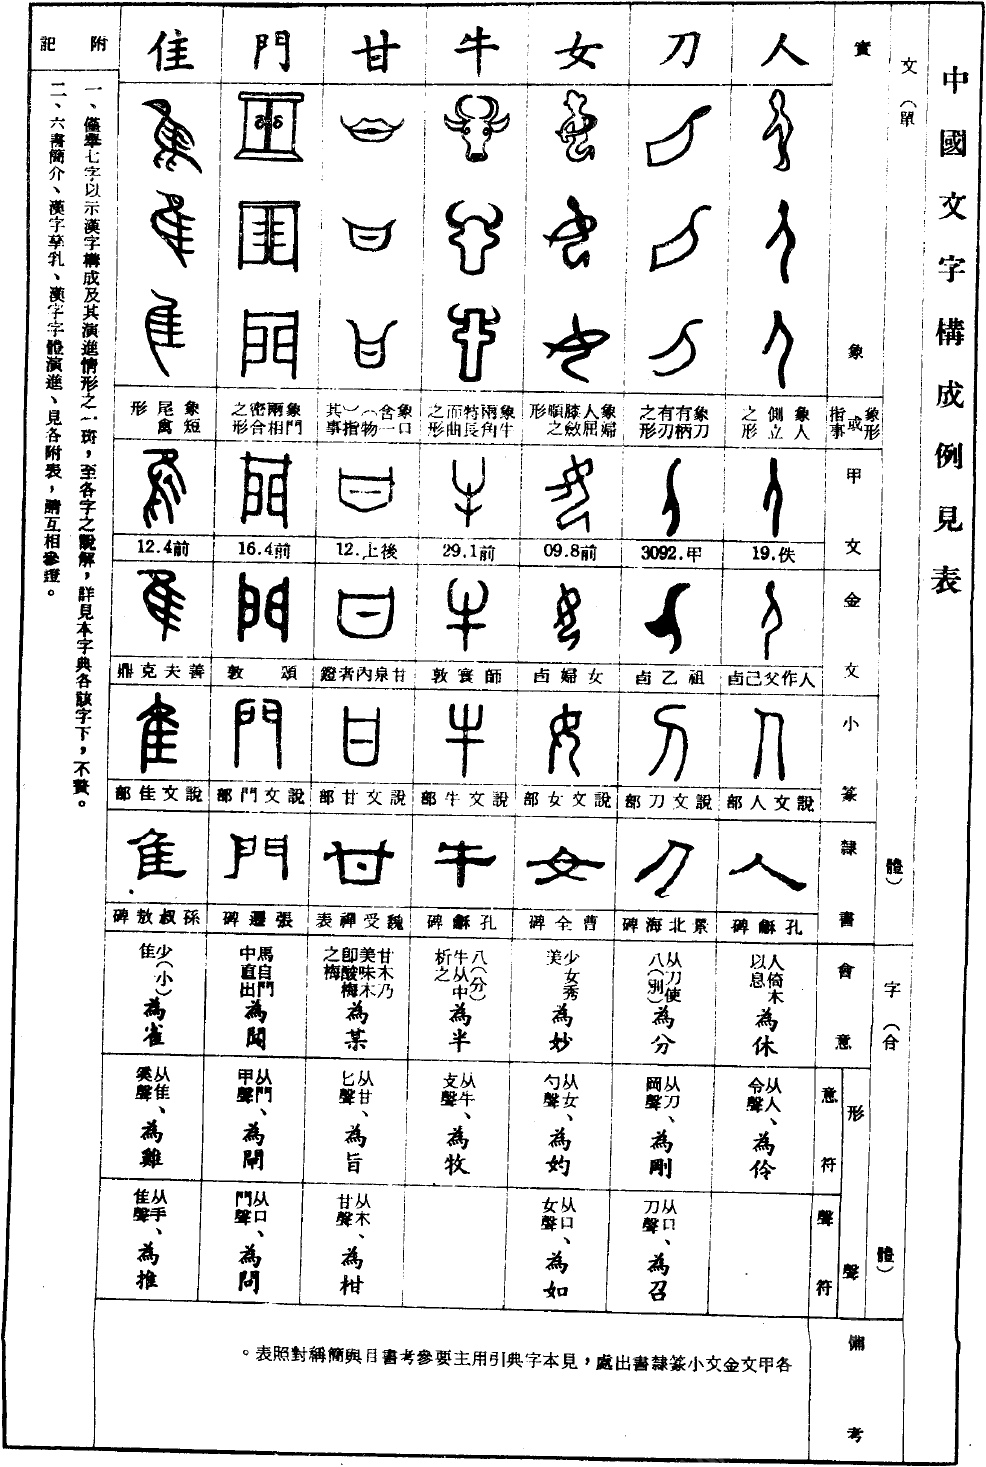 中國文字構成例見表
文（單體）
字（合體）
實象
象形或指事
甲文
金文
小篆
隸書
會意
形聲
意符
聲符
備考
人
象人側立之形
佚.19
人作父己卣
說文人部
孔龢碑
人倚木以息為休
从人、令聲、為伶
刀
象刀有柄有刃之形
甲.3092
祖乙卣
說文刀部
景北海碑
从刀使八(別)為分
从刀、岡聲、為剛
从口、刀聲、為召
女
象婦人屈膝斂順之形
前8.09
女婦卣
說文女部
曹全碑
少女秀美為妙
从女、勺聲、為妁
从口、女聲、為如
牛
象牛兩角特長而曲之形
前1.29
師㝨敦
說文牛部
孔龢碑
八(分)牛从中析之為半
从牛、攴聲、為牧
甘
象口含一(物)指其事
後上.12
甘泉內者鐙
說文甘部
魏受禪表
甘木乃美味木即酸梅之梅為某
从甘、匕聲、為旨
从木、甘聲、為柑
門
象門兩相密合之形
前4.16
頌敦
說文門部
張遷碑
馬自門中直出為闖
从門、甲聲、為閘
从口、門聲、為問
隹
象短尾禽形
前4.12
善夫克鼎
說文隹部
孫叔敖碑
少(小)隹為雀
从隹、奚聲、為雞
从手、隹聲、為推
各甲文金文小篆隸書出處，見本字典引用主要參考書目與簡稱對照表。
附記
一、僅舉七字以示漢字構成及其演進情形之一斑，至各字之說解，詳見本字典各該字下，不贅。
二、六書簡介、漢字孳乳、漢字字體演進、見各附表，請互相參證。